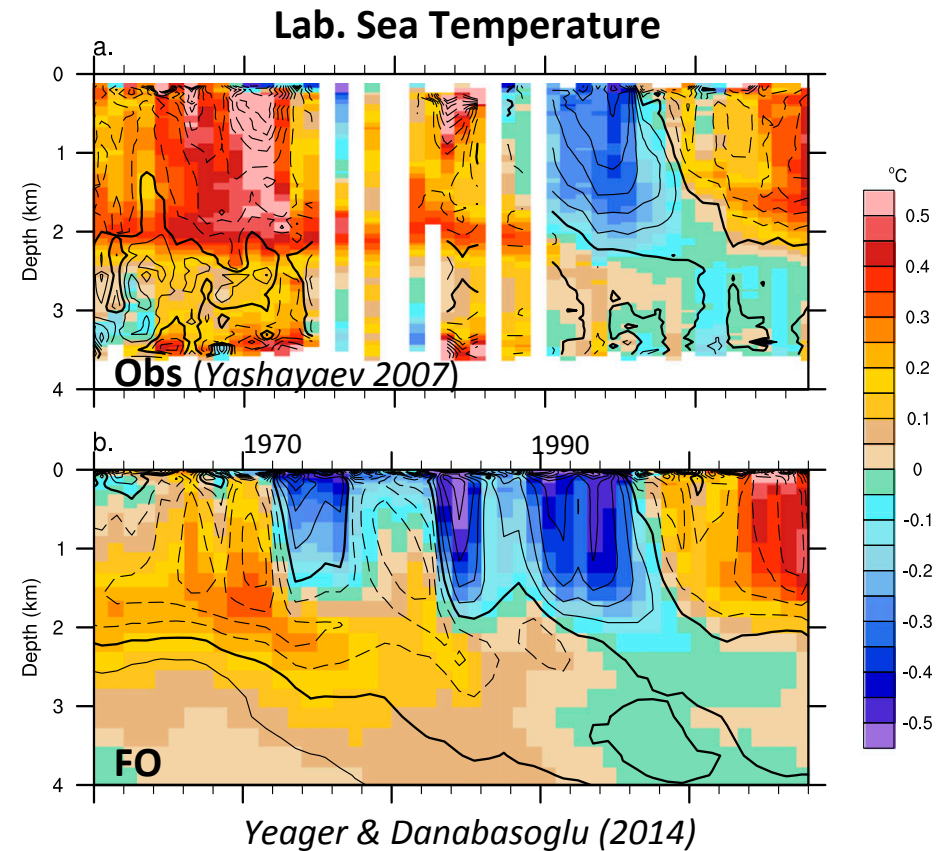 Lab. Sea Temperature
a.
0
1
2
3
4
Depth (km)
Obs (Yashayaev 2007)
b.
1970
1990
0
1
2
3
4
Depth (km)
FO
°C
0.5
0.4
0.3
0.2
0.1
0
-0.1
-0.2
-0.3
-0.4
-0.5
Yeager & Danabasoglu (2014)